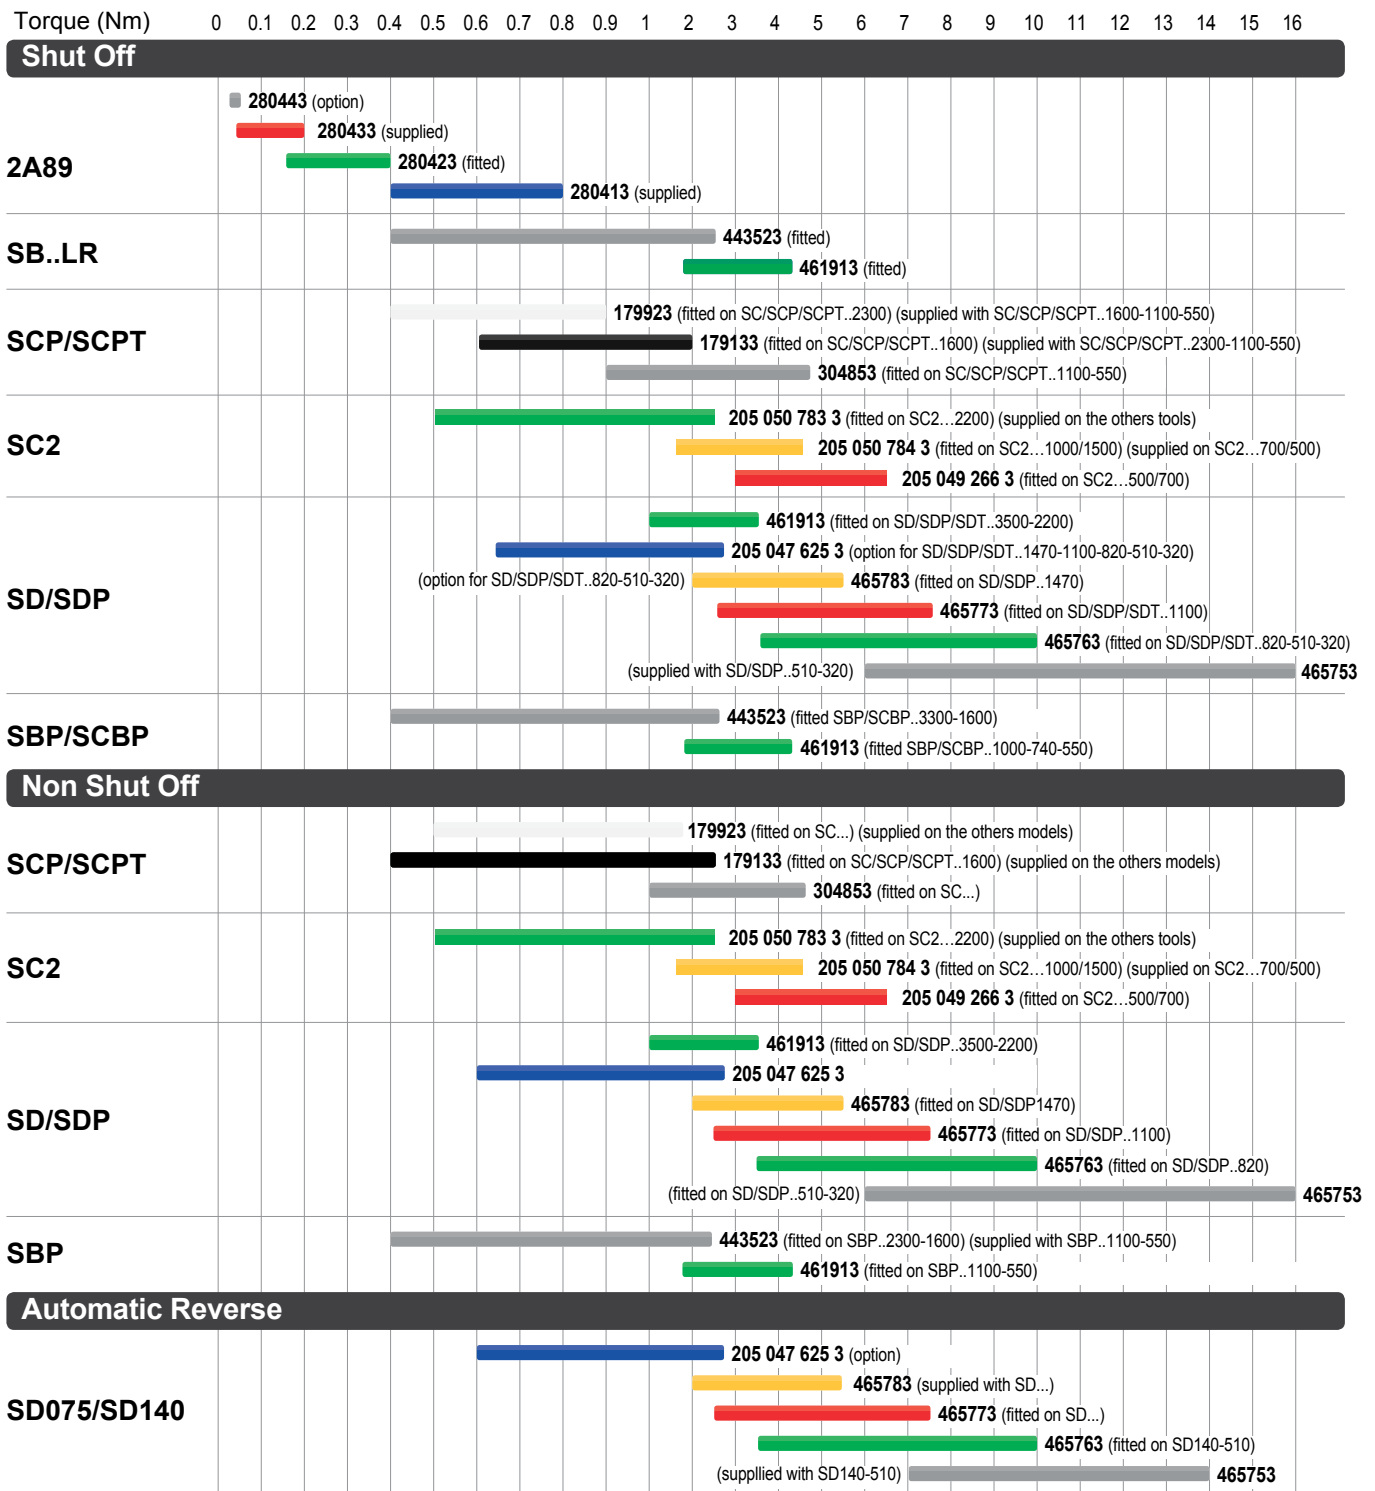 Torque (Nm) 0 0.1 0.2 0.3 0.4 0.5 0.6 0.7 0.8 0.9 1 2 3 4 5 6 7 8 9 10 11 12 13 14 15 16
Shut Off
280443 (option)
280433 (supplied)
2A89
280423 (fitted)
280413 (supplied)
443523 (fitted)
SB..LR
461913 (fitted)
179923 (fitted on SC/SCP/SCPT..2300) (supplied with SC/SCP/SCPT..1600-1100-550)
SCP/SCPT
179133 (fitted on SC/SCP/SCPT..1600) (supplied with SC/SCP/SCPT..2300-1100-550)
304853 (fitted on SC/SCP/SCPT..1100-550)
205 050 783 3 (fitted on SC2...2200) (supplied on the others tools)
SC2
205 050 784 3 (fitted on SC2...1000/1500) (supplied on SC2...700/500)
205 049 266 3 (fitted on SC2...500/700)
461913 (fitted on SD/SDP/SDT..3500-2200)
205 047 625 3 (option for SD/SDP/SDT..1470-1100-820-510-320)
(option for SD/SDP/SDT..820-510-320) 465783 (fitted on SD/SDP..1470)
SD/SDP
465773 (fitted on SD/SDP/SDT..1100)
465763 (fitted on SD/SDP/SDT..820-510-320)
(supplied with SD/SDP..510-320) 465753
443523 (fitted SBP/SCBP..3300-1600)
SBP/SCBP
461913 (fitted SBP/SCBP..1000-740-550)
Non Shut Off
179923 (fitted on SC...) (supplied on the others models)
SCP/SCPT
179133 (fitted on SC/SCP/SCPT..1600) (supplied on the others models)
304853 (fitted on SC...)
205 050 783 3 (fitted on SC2...2200) (supplied on the others tools)
SC2
205 050 784 3 (fitted on SC2...1000/1500) (supplied on SC2...700/500)
205 049 266 3 (fitted on SC2...500/700)
461913 (fitted on SD/SDP..3500-2200)
205 047 625 3
465783 (fitted on SD/SDP1470)
SD/SDP
465773 (fitted on SD/SDP..1100)
465763 (fitted on SD/SDP..820)
(fitted on SD/SDP..510-320) 465753
443523 (fitted on SBP..2300-1600) (supplied with SBP..1100-550)
SBP
461913 (fitted on SBP..1100-550)
Automatic Reverse
205 047 625 3 (option)
465783 (supplied with SD...)
SD075/SD140
465773 (fitted on SD...)
465763 (fitted on SD140-510)
(suppllied with SD140-510) 465753